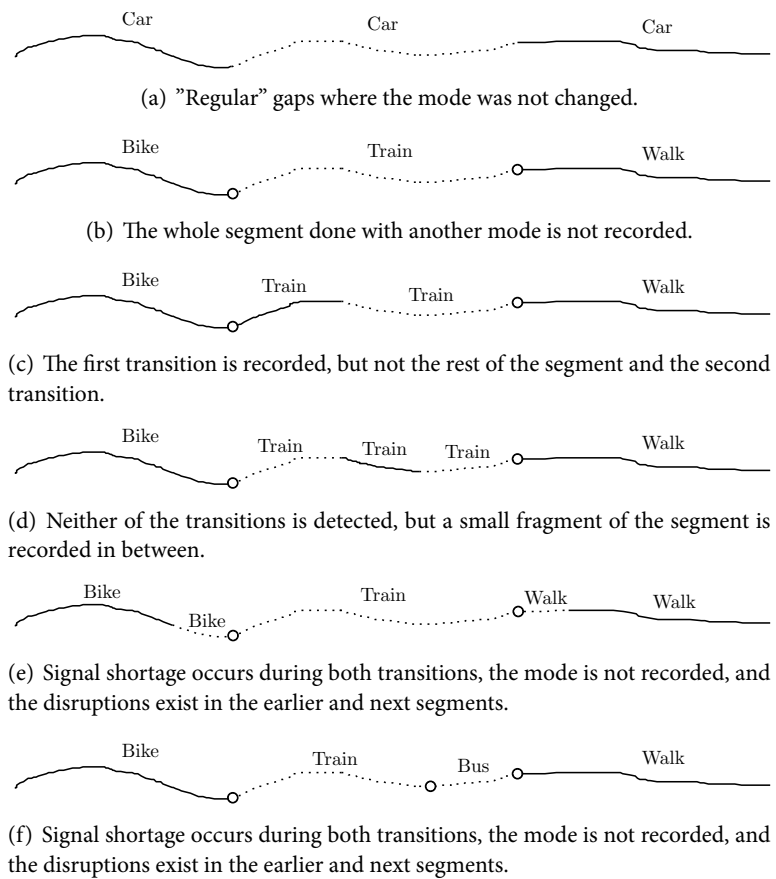 Car Car Car
(a) ”Regular” gaps where the mode was not changed.
Bike Train Walk
(b) The whole segment done with another mode is not recorded.
Bike Train Train Walk
(c) The first transition is recorded, but not the rest of the segment and the second
transition.
Bike Train Train Train Walk
(d) Neither of the transitions is detected, but a small fragment of the segment is
recorded in between.
Bike Bike Train Walk Walk
(e) Signal shortage occurs during both transitions, the mode is not recorded, and
the disruptions exist in the earlier and next segments.
Bike Train Bus Walk
(f) Signal shortage occurs during both transitions, the mode is not recorded, and
the disruptions exist in the earlier and next segments.